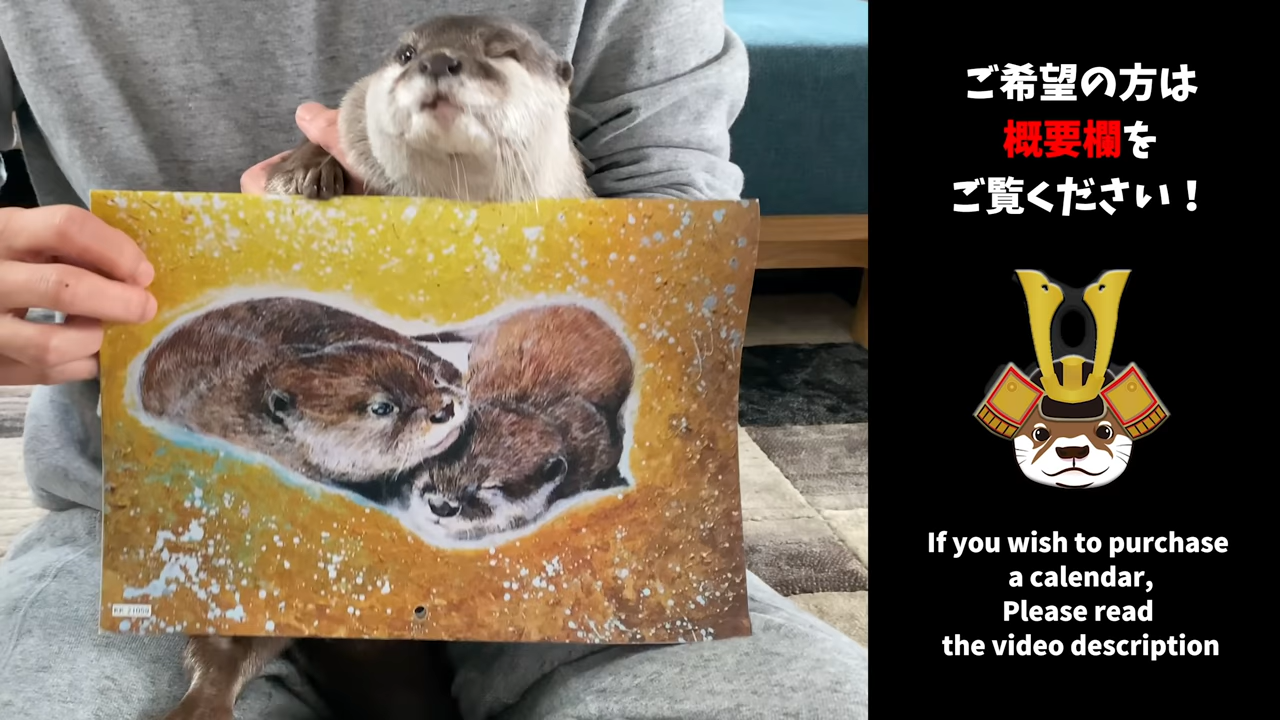 ご希望の方は
概要欄を
ご覧ください！
If you wish to purchase
a calendar,
Please read
the video description